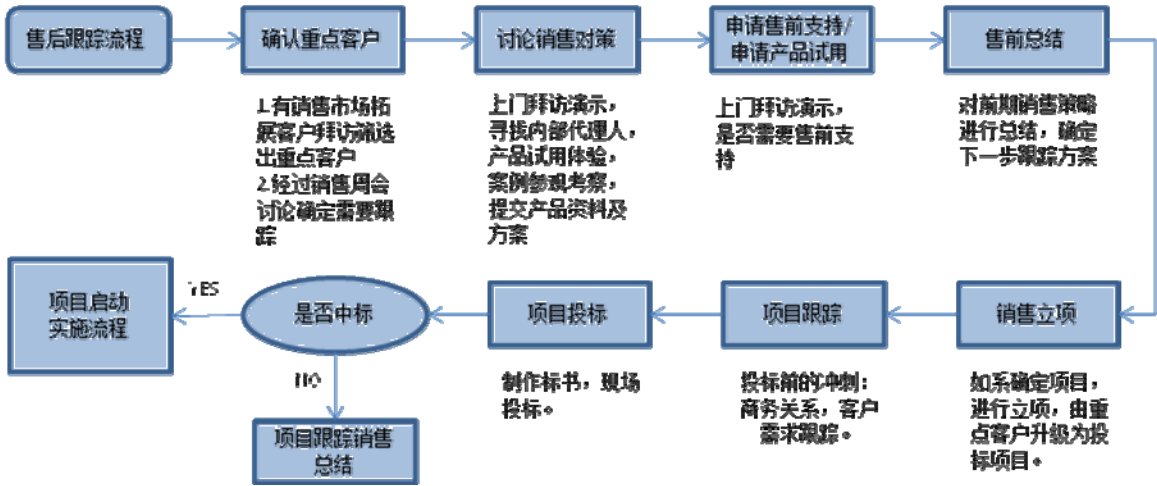 售后跟踪流程
确认重点客户
讨论销售对策
申请售前支持/
申请产品试用
售前总结
1.有销售市场拓
展客户拜访筛选
出重点客户
2.经过销售周会
讨论确定需要跟
踪
上门拜访演示，
寻找内部代理人，
产品试用体验，
案例参观考察，
提交产品资料及
方案
上门拜访演示，
是否需要售前支
持
对前期销售策略
进行总结，确定
下一步跟踪方案
项目启动
实施流程
YES
是否中标
项目投标
项目跟踪
销售立项
NO
项目跟踪销售
总结
制作标书，现场
投标。
投标前的冲刺：
商务关系，客户
需求跟踪。
如系确定项目，
进行立项，由重
点客户升级为投
标项目。